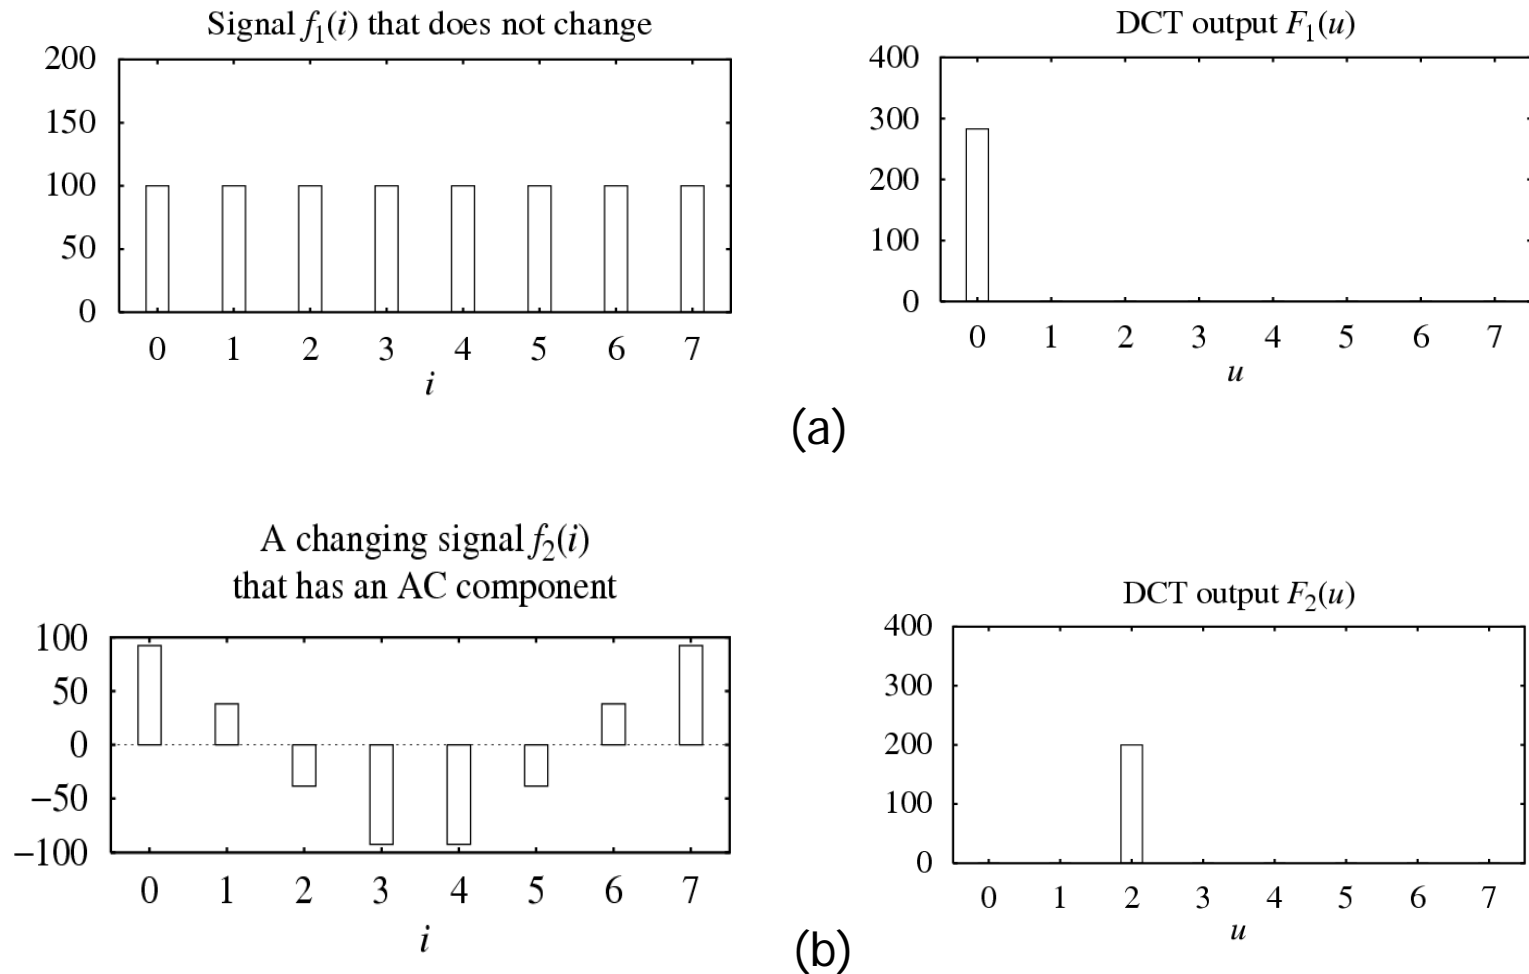 Signal f₁(i) that does not change
200
150
100
50
0
0 1 2 3 4 5 6 7
i
DCT output F₁(u)
400
300
200
100
0
0 1 2 3 4 5 6 7
u
(a)
A changing signal f₂(i)
that has an AC component
100
50
0
−50
−100
0 1 2 3 4 5 6 7
i
DCT output F₂(u)
400
300
200
100
0
0 1 2 3 4 5 6 7
u
(b)